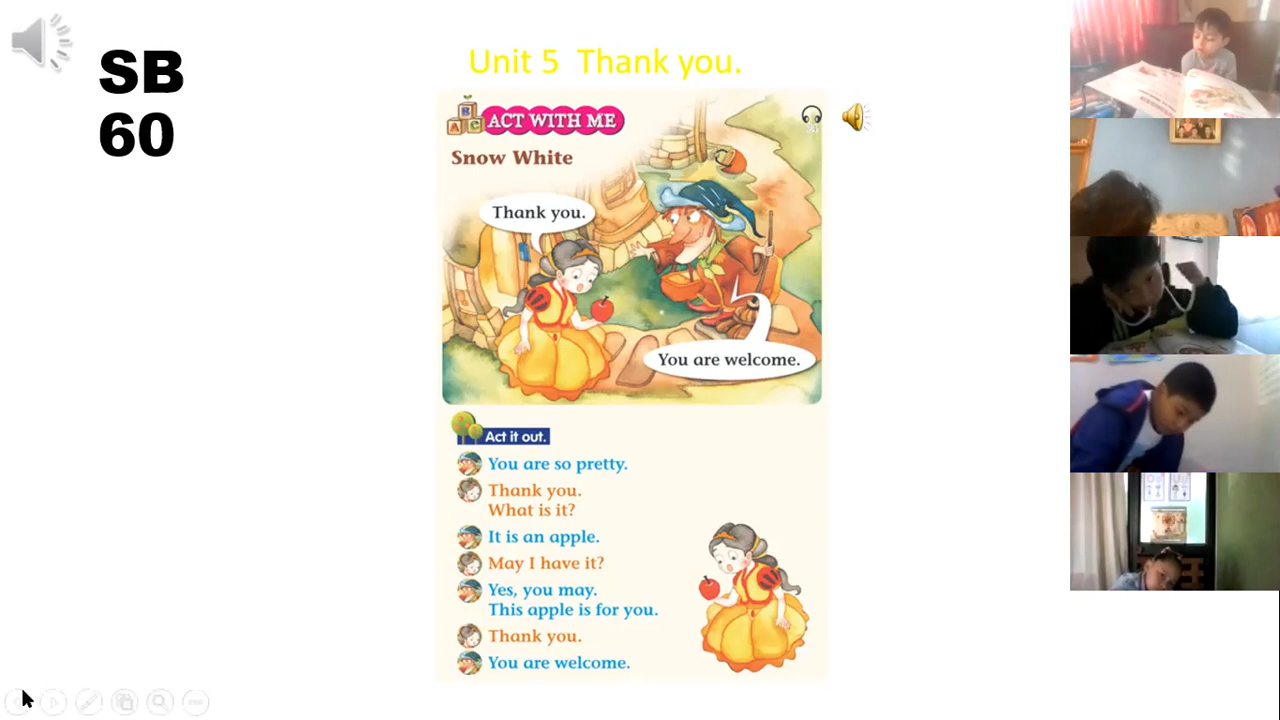 SB
60
Unit 5 Thank you.
A B C
ACT WITH ME
Snow White
Thank you.
You are welcome.
Act it out.
You are so pretty.
Thank you.
What is it?
It is an apple.
May I have it?
Yes, you may.
This apple is for you.
Thank you.
You are welcome.